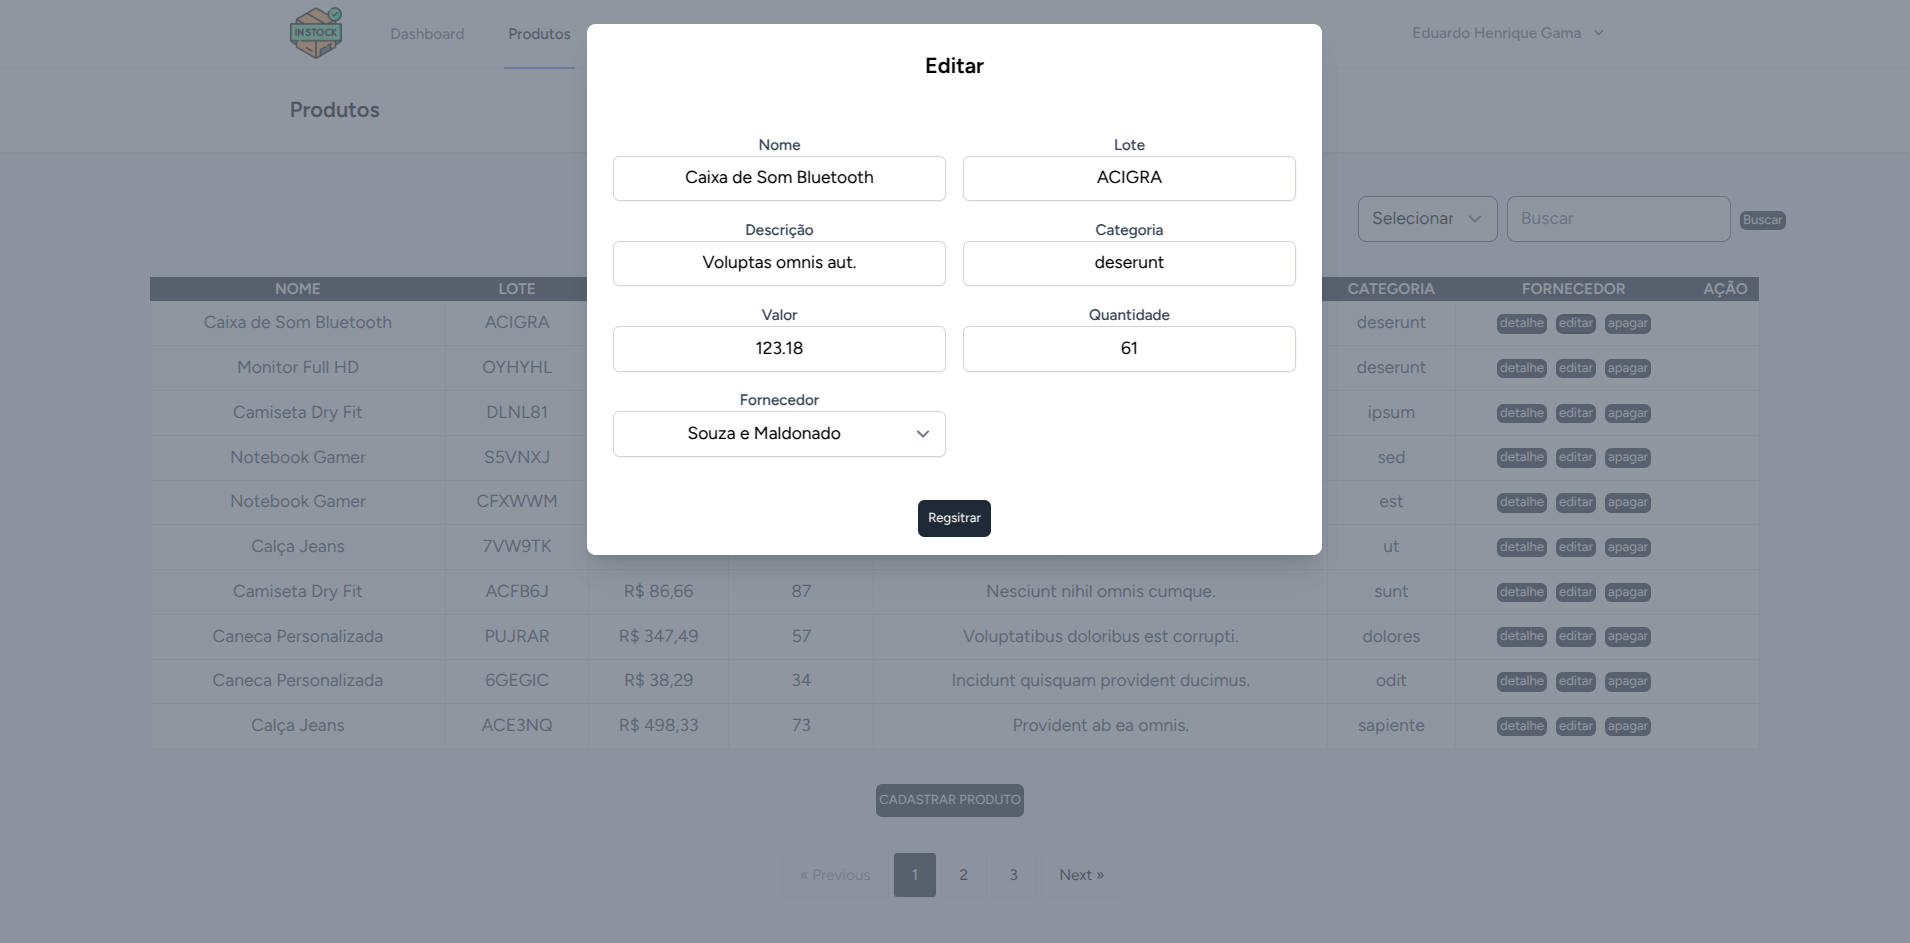 IN STOCK
Dashboard
Produtos
Eduardo Henrique Gama
Produtos
Editar
Nome
Lote
Caixa de Som Bluetooth
ACIGRA
Descrição
Categoria
Voluptas omnis aut.
deserunt
Valor
Quantidade
123.18
61
Fornecedor
Souza e Maldonado
Regsitrar
Selecionar
Buscar
Buscar
NOME LOTE CATEGORIA FORNECEDOR AÇÃO
Caixa de Som Bluetooth ACIGRA deserunt detalhe editar apagar
Monitor Full HD OYHYHL deserunt detalhe editar apagar
Camiseta Dry Fit DLNL81 ipsum detalhe editar apagar
Notebook Gamer S5VNXJ sed detalhe editar apagar
Notebook Gamer CFXWWM est detalhe editar apagar
Calça Jeans 7VW9TK ut detalhe editar apagar
Camiseta Dry Fit ACFB6J R$ 86,66 87 Nesciunt nihil omnis cumque. sunt detalhe editar apagar
Caneca Personalizada PUJRAR R$ 347,49 57 Voluptatibus doloribus est corrupti. dolores detalhe editar apagar
Caneca Personalizada 6GEGIC R$ 38,29 34 Incidunt quisquam provident ducimus. odit detalhe editar apagar
Calça Jeans ACE3NQ R$ 498,33 73 Provident ab ea omnis. sapiente detalhe editar apagar
CADASTRAR PRODUTO
« Previous 1 2 3 Next »